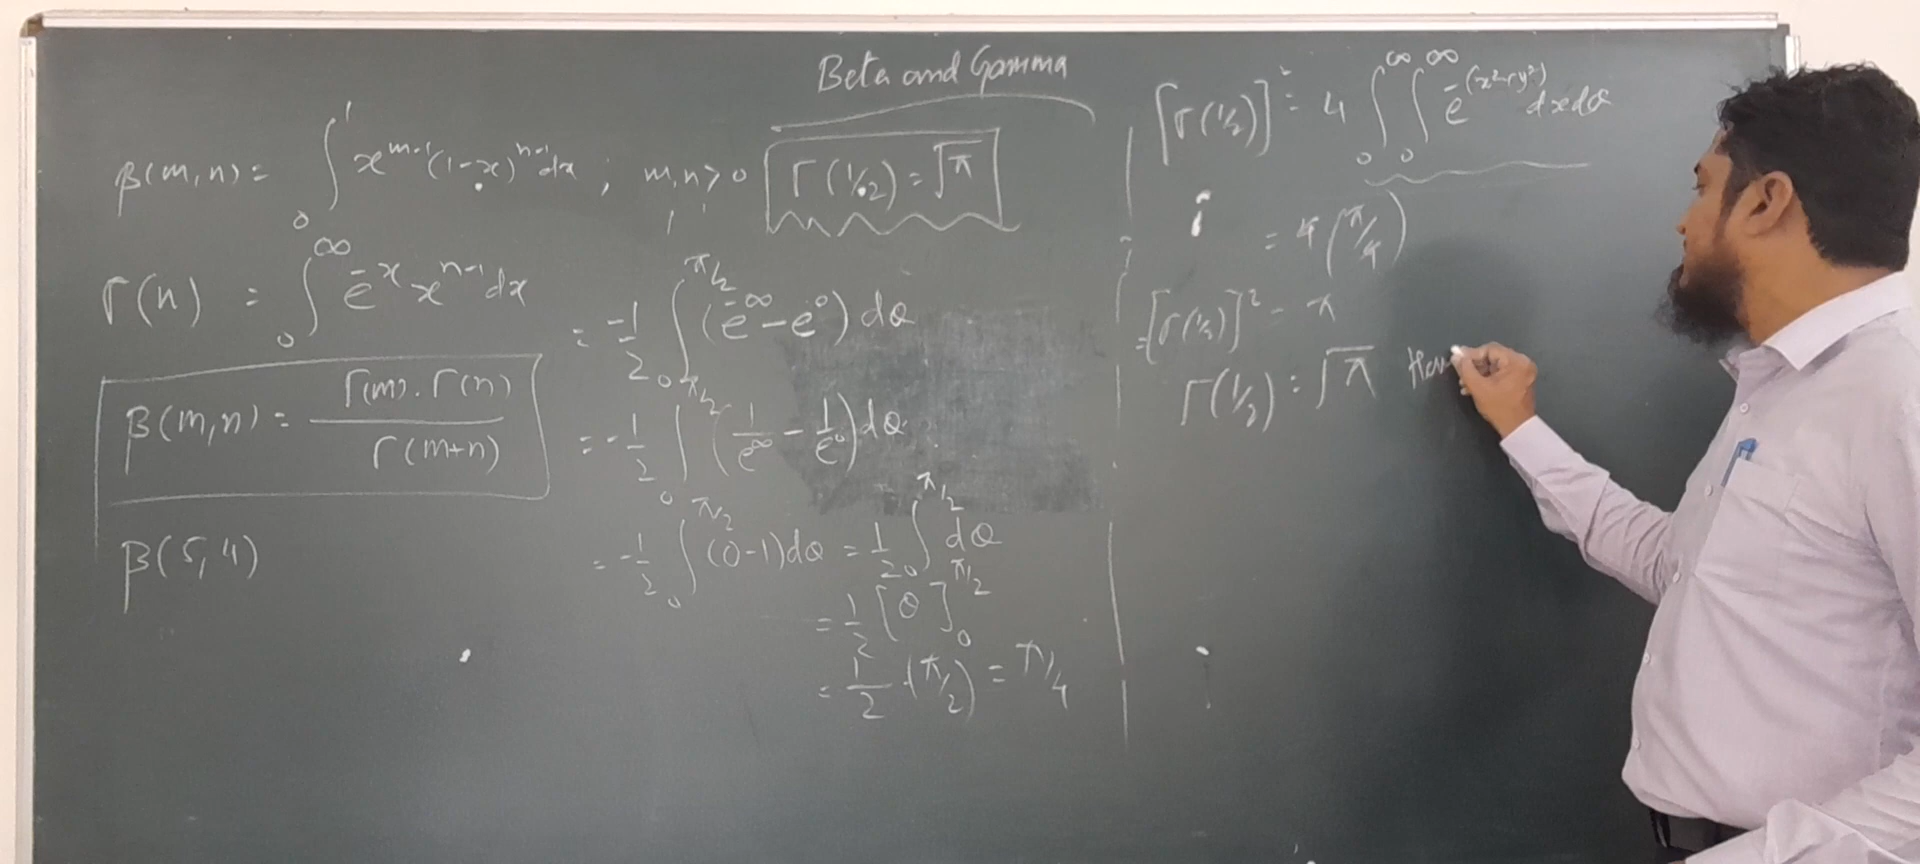 Beta and Gamma
β(m,n) = ∫₀¹ x^{m-1} (1-x)^{n-1} dx ; m,n > 0
Γ(1/2) = √π
Γ(n) = ∫₀^∞ e^{-x} x^{n-1} dx
β(m,n) = Γ(m) . Γ(n) / Γ(m+n)
β(5,4)
= -1/2 ∫₀^{π/2} (e^{-∞} - e^0) dθ
= -1/2 ∫₀^{π/2} (1/e^∞ - 1/e^0) dθ
= -1/2 ∫₀^{π/2} (0-1) dθ = 1/2 ∫₀^{π/2} dθ
= 1/2 [θ]₀^{π/2}
= 1/2 . (π/2) = π/4
[Γ(1/2)]² = 4 ∫₀^∞ ∫₀^∞ e^{-(x²+y²)} dx dθ
= 4 (π/4)
= [Γ(1/2)]² = π
Γ(1/2) = √π